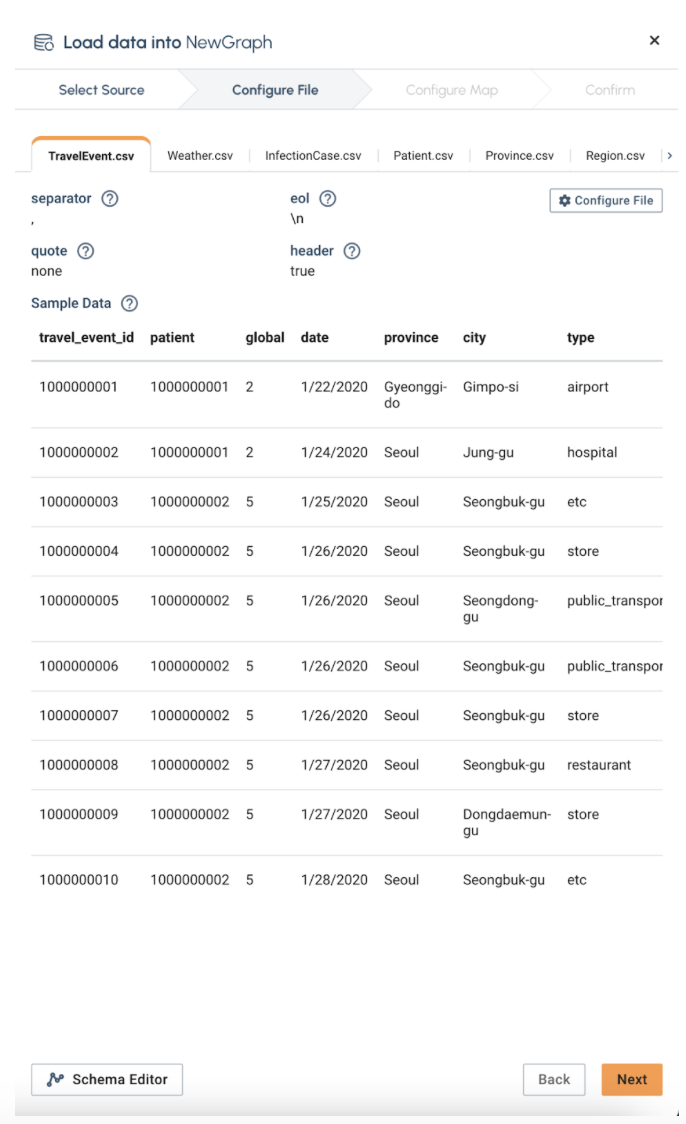 Load data into NewGraph ×
Select Source Configure File Configure Map Confirm
TravelEvent.csv Weather.csv InfectionCase.csv Patient.csv Province.csv Region.csv >
separator ? eol ? Configure File
, \n
quote ? header ?
none true
Sample Data ?
travel_event_id patient global date province city type
1000000001 1000000001 2 1/22/2020 Gyeonggi- Gimpo-si airport
do
1000000002 1000000001 2 1/24/2020 Seoul Jung-gu hospital
1000000003 1000000002 5 1/25/2020 Seoul Seongbuk-gu etc
1000000004 1000000002 5 1/26/2020 Seoul Seongbuk-gu store
1000000005 1000000002 5 1/26/2020 Seoul Seongdong- public_transpor
gu
1000000006 1000000002 5 1/26/2020 Seoul Seongbuk-gu public_transpor
1000000007 1000000002 5 1/26/2020 Seoul Seongbuk-gu store
1000000008 1000000002 5 1/27/2020 Seoul Seongbuk-gu restaurant
1000000009 1000000002 5 1/27/2020 Seoul Dongdaemun- store
gu
1000000010 1000000002 5 1/28/2020 Seoul Seongbuk-gu etc
Schema Editor Back Next